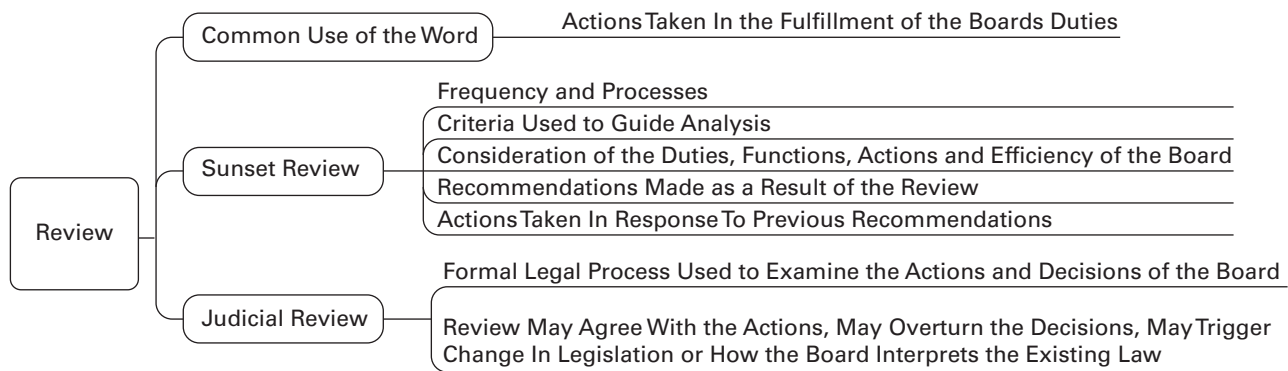 Review
Common Use of the Word
Actions Taken In the Fulfillment of the Boards Duties
Sunset Review
Frequency and Processes
Criteria Used to Guide Analysis
Consideration of the Duties, Functions, Actions and Efficiency of the Board
Recommendations Made as a Result of the Review
Actions Taken In Response To Previous Recommendations
Judicial Review
Formal Legal Process Used to Examine the Actions and Decisions of the Board
Review May Agree With the Actions, May Overturn the Decisions, May Trigger
Change In Legislation or How the Board Interprets the Existing Law